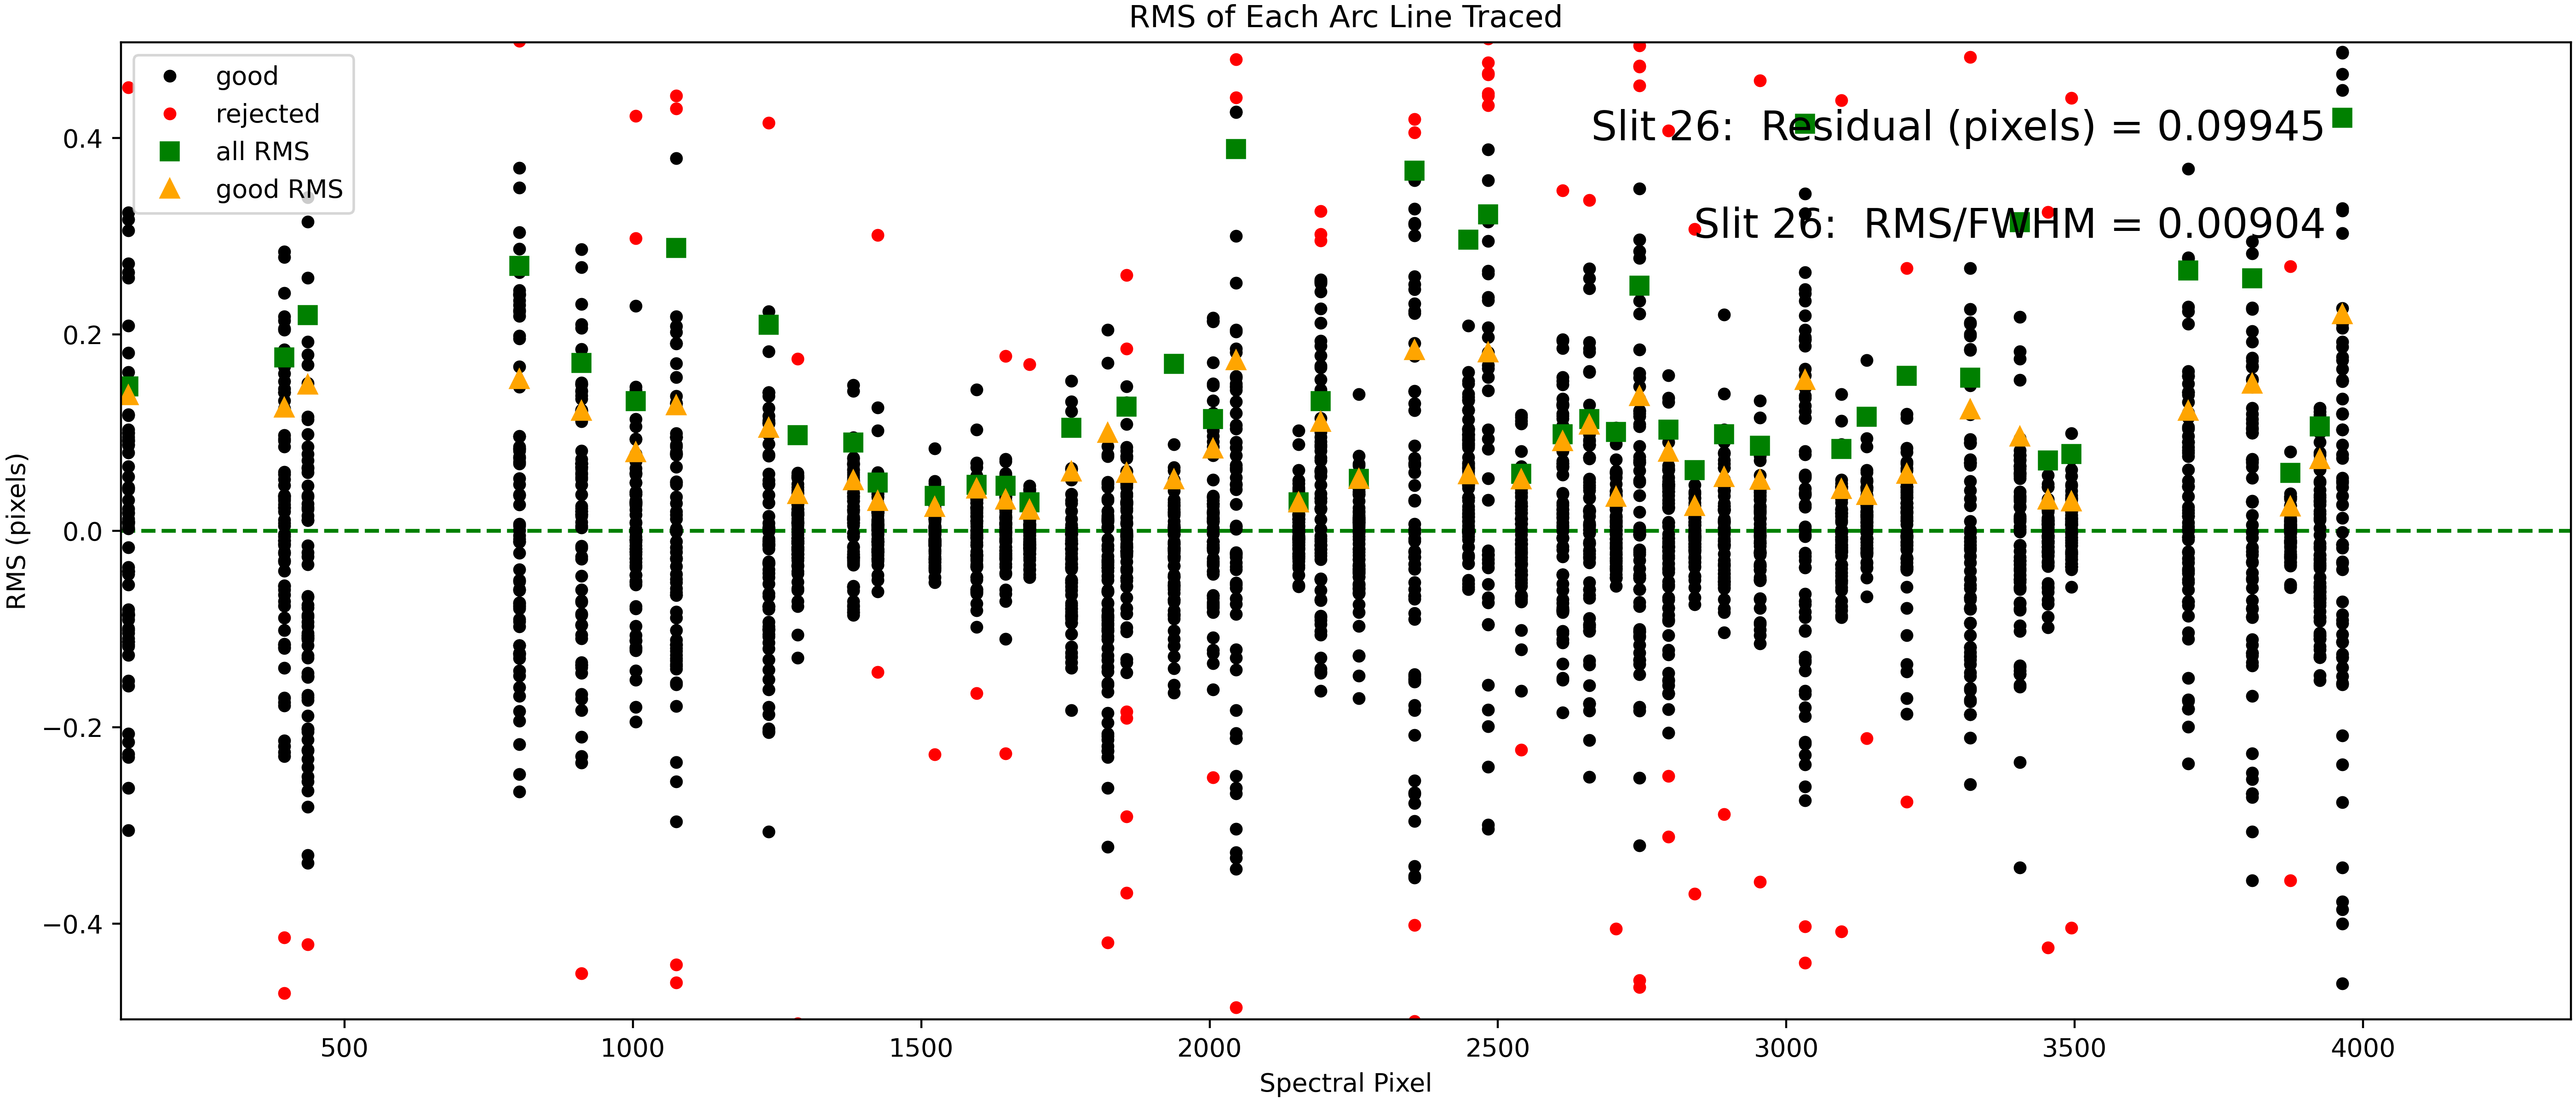 RMS of Each Arc Line Traced
good
rejected
all RMS
good RMS
Slit 26:  Residual (pixels) = 0.09945
Slit 26:  RMS/FWHM = 0.00904
RMS (pixels)
0.4
0.2
0.0
−0.2
−0.4
500 1000 1500 2000 2500 3000 3500 4000
Spectral Pixel